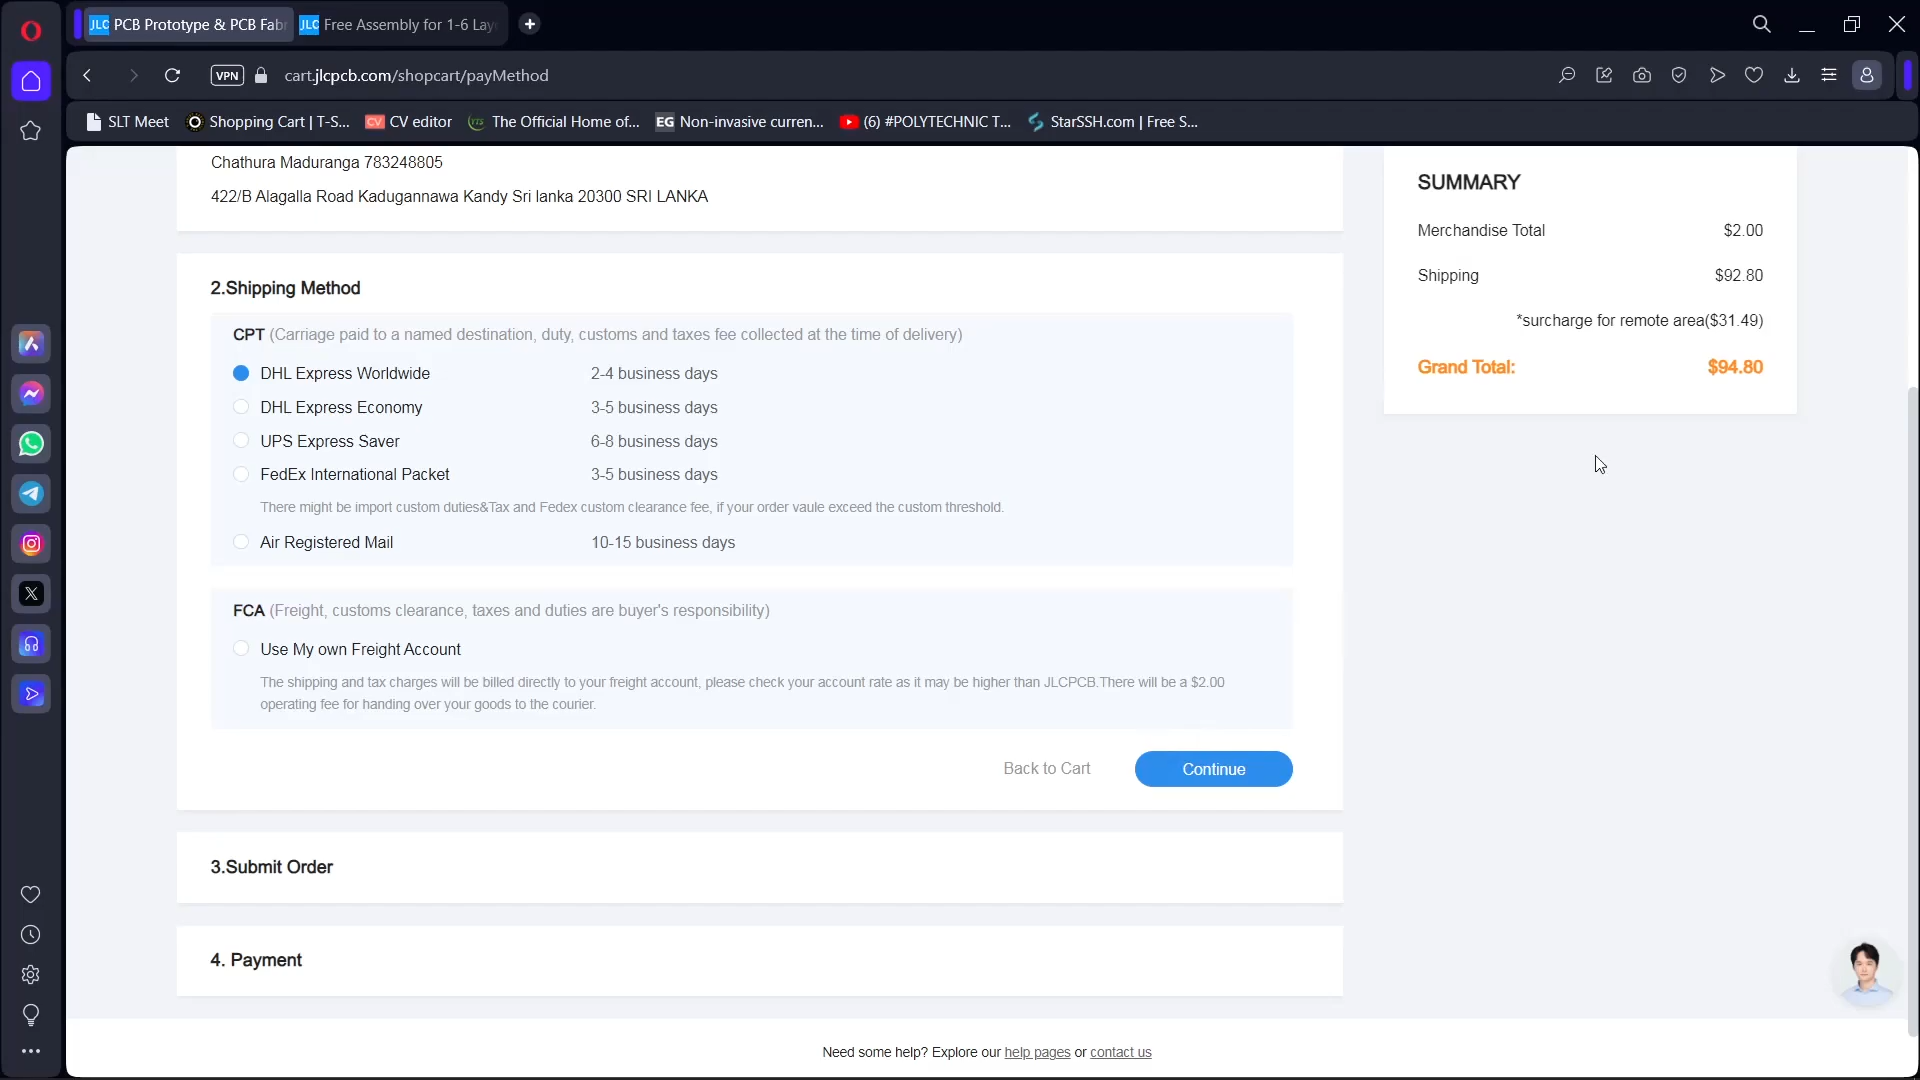 JLC PCB Prototype & PCB Fab
JLC Free Assembly for 1-6 Lay
VPN
cart.jlcpcb.com/shopcart/payMethod
SLT Meet
Shopping Cart | T-S...
CV CV editor
The Official Home of...
EG Non-invasive curren...
(6) #POLYTECHNIC T...
StarSSH.com | Free S...
Chathura Maduranga 783248805
422/B Alagalla Road Kadugannawa Kandy Sri lanka 20300 SRI LANKA
2.Shipping Method
CPT (Carriage paid to a named destination, duty, customs and taxes fee collected at the time of delivery)
DHL Express Worldwide 2-4 business days
DHL Express Economy 3-5 business days
UPS Express Saver 6-8 business days
FedEx International Packet 3-5 business days
There might be import custom duties&Tax and Fedex custom clearance fee, if your order vaule exceed the custom threshold.
Air Registered Mail 10-15 business days
FCA (Freight, customs clearance, taxes and duties are buyer's responsibility)
Use My own Freight Account
The shipping and tax charges will be billed directly to your freight account, please check your account rate as it may be higher than JLCPCB.There will be a $2.00
operating fee for handing over your goods to the courier.
Back to Cart
Continue
3.Submit Order
4. Payment
SUMMARY
Merchandise Total $2.00
Shipping $92.80
*surcharge for remote area($31.49)
Grand Total: $94.80
Need some help? Explore our help pages or contact us